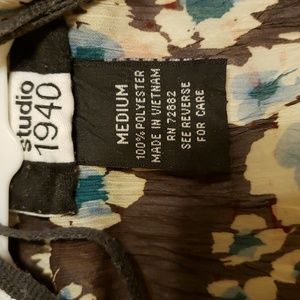 studio
1940
MEDIUM
100% POLYESTER
MADE IN VIETNAM
RN 72882
SEE REVERSE
FOR CARE